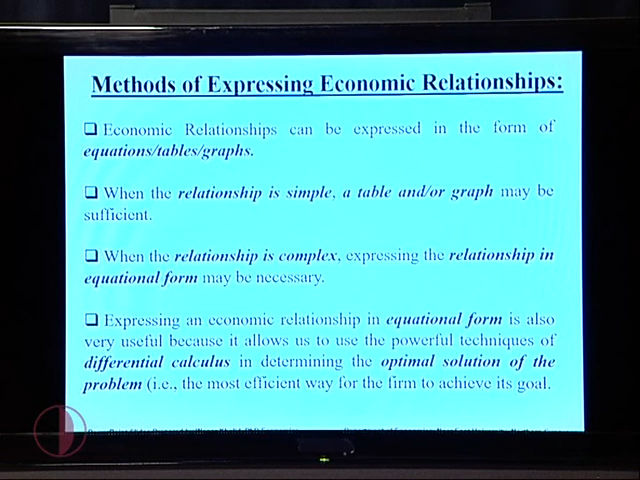 Methods of Expressing Economic Relationships:
❑ Economic Relationships can be expressed in the form of
equations/tables/graphs.
❑ When the relationship is simple, a table and/or graph may be
sufficient.
❑ When the relationship is complex, expressing the relationship in
equational form may be necessary.
❑ Expressing an economic relationship in equational form is also
very useful because it allows us to use the powerful techniques of
differential calculus in determining the optimal solution of the
problem (i.e., the most efficient way for the firm to achieve its goal.